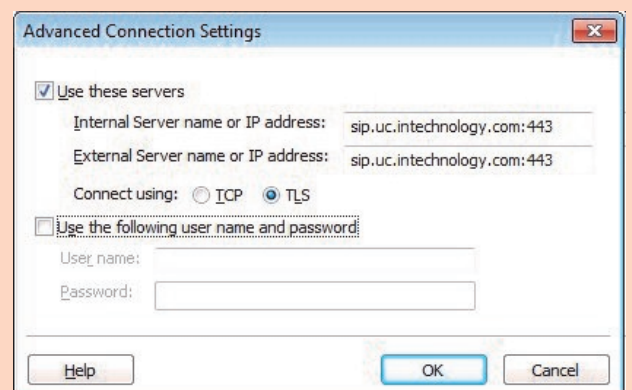 Advanced Connection Settings
Use these servers
Internal Server name or IP address: sip.uc.intechnology.com:443
External Server name or IP address: sip.uc.intechnology.com:443
Connect using: TCP TLS
Use the following user name and password
User name:
Password:
Help OK Cancel